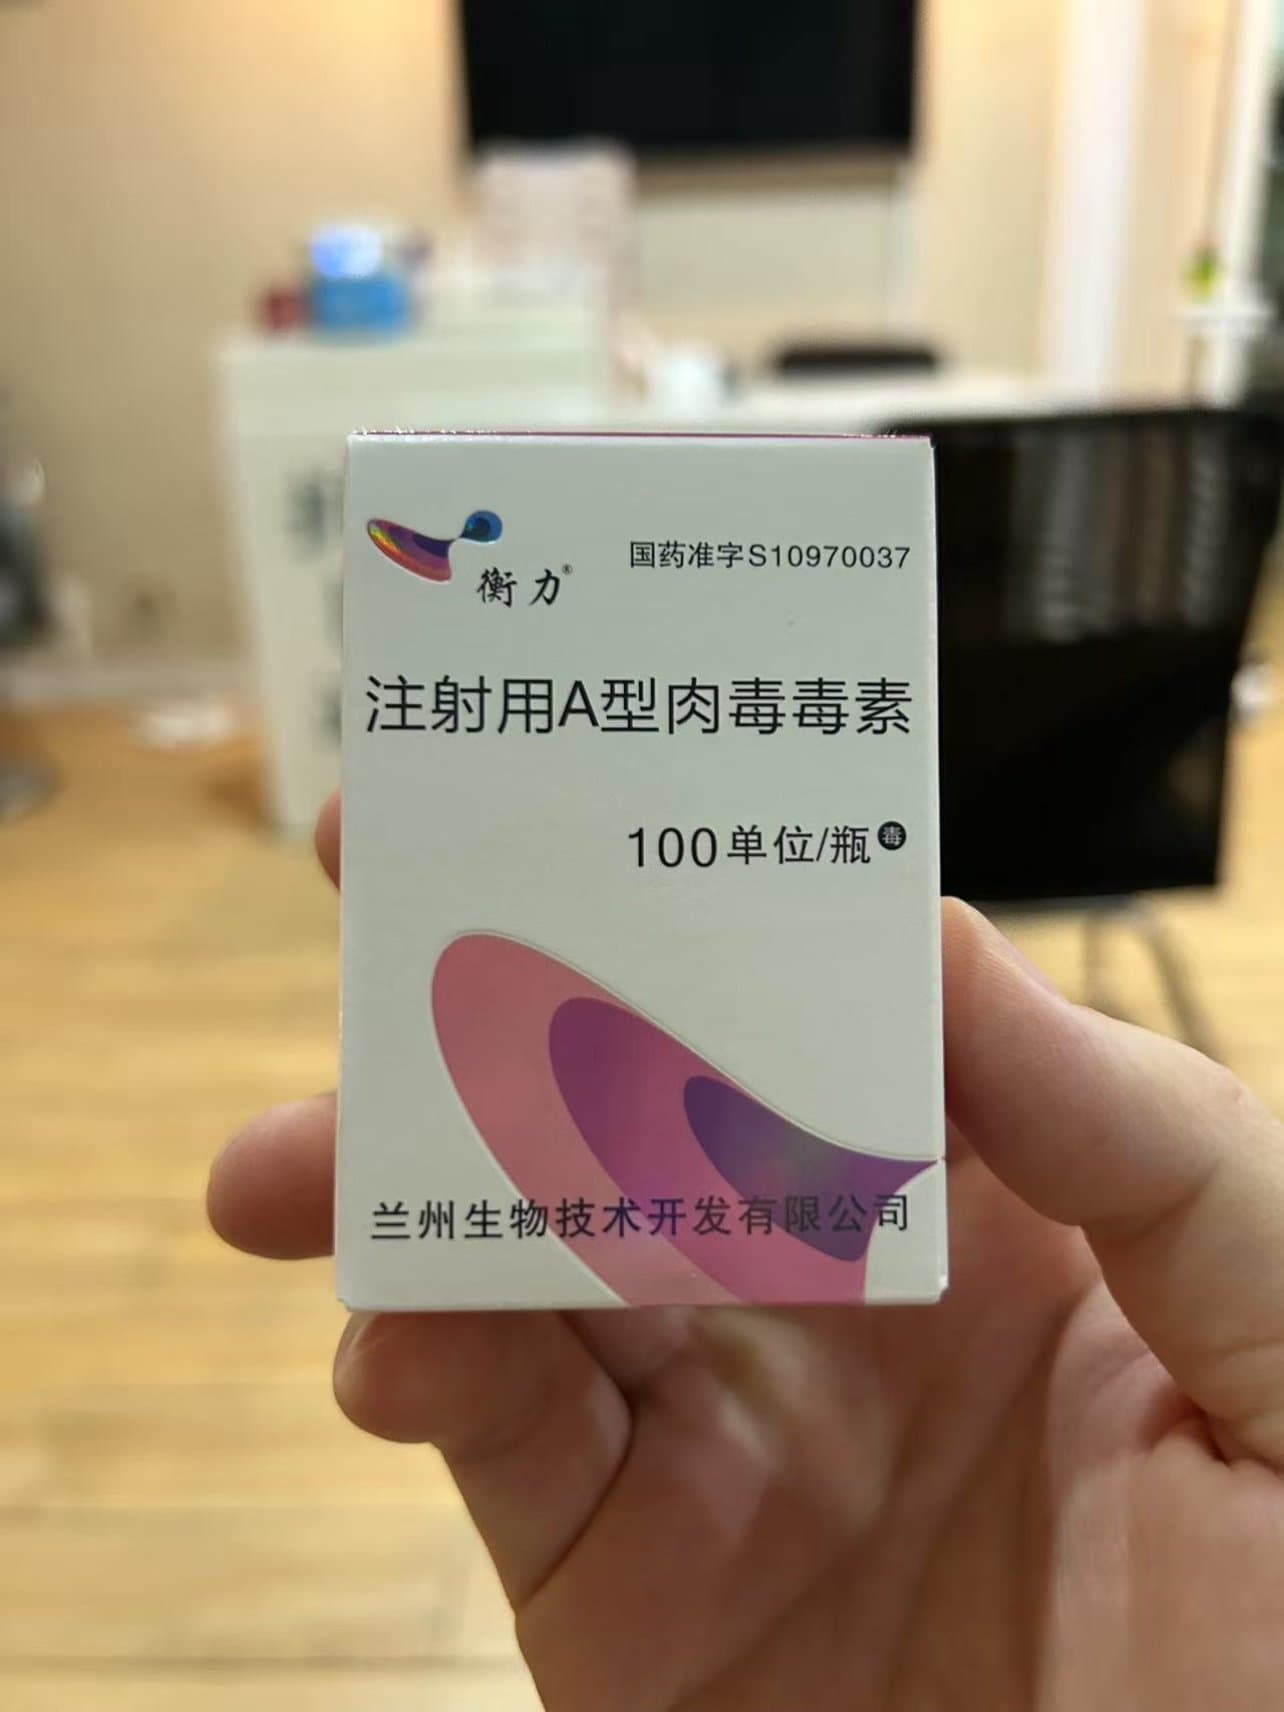 衡力®
国药准字S10970037
注射用A型肉毒毒素
100单位/瓶 毒
兰州生物技术开发有限公司